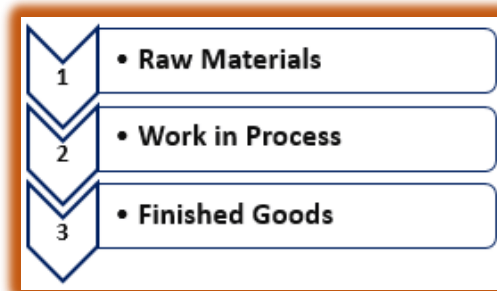 1 • Raw Materials
2 • Work in Process
3 • Finished Goods